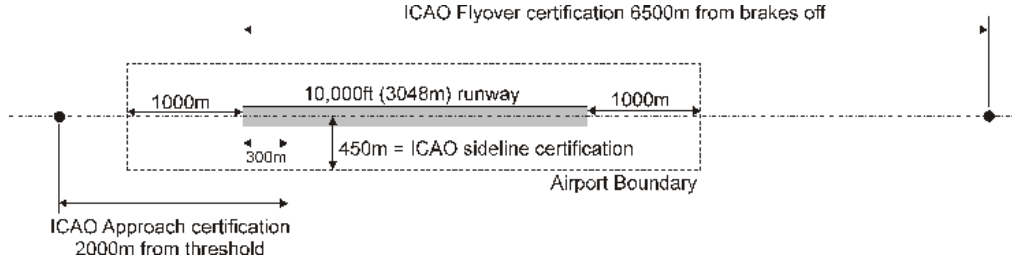 ICAO Flyover certification 6500m from brakes off
10,000ft (3048m) runway
1000m
1000m
450m = ICAO sideline certification
300m
Airport Boundary
ICAO Approach certification
2000m from threshold